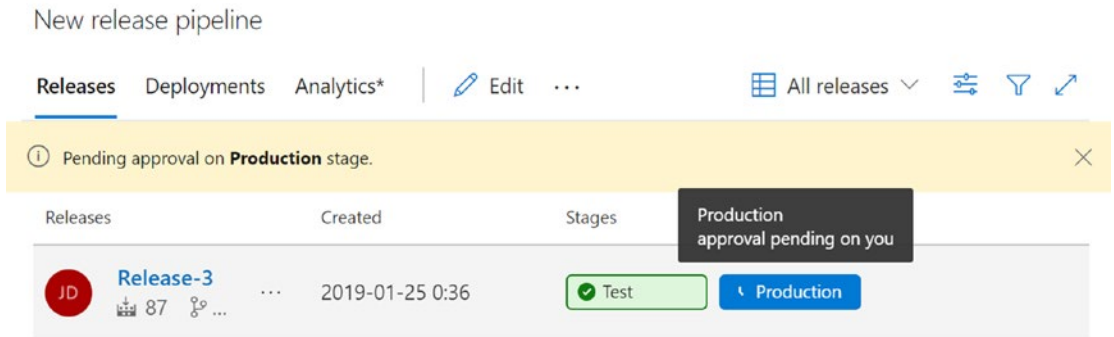 New release pipeline
Releases Deployments Analytics* Edit ...
All releases
Pending approval on Production stage.
Releases Created Stages
Production
approval pending on you
JD Release-3 ... 2019-01-25 0:36 Test Production
87 ...